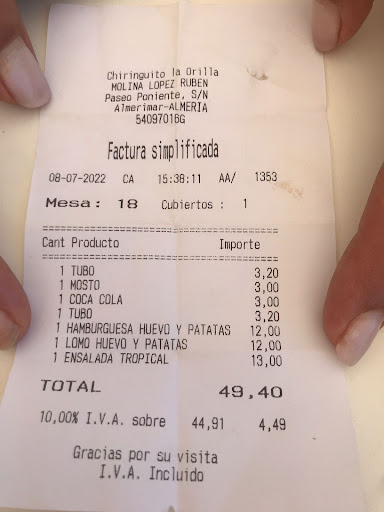 Chiringuito la Orilla
MOLINA LOPEZ RUBEN
Paseo Poniente, S/N
Almerimar-ALMERIA
54097016G
Factura simplificada
08-07-2022 CA 15:38:11 AA/ 1353
Mesa: 18 Cubiertos : 1
Cant Producto Importe
1 TUBO 3,20
1 MOSTO 3,00
1 COCA COLA 3,00
1 TUBO 3,20
1 HAMBURGUESA HUEVO Y PATATAS 12,00
1 LOMO HUEVO Y PATATAS 12,00
1 ENSALADA TROPICAL 13,00
TOTAL 49,40
10,00% I.V.A. sobre 44,91 4,49
Gracias por su visita
I.V.A. Incluido